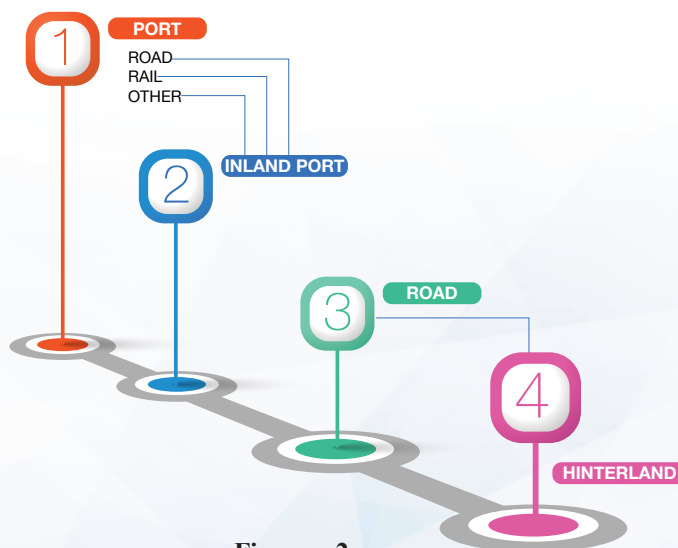 1
PORT
ROAD
RAIL
OTHER
2
INLAND PORT
3
ROAD
4
HINTERLAND